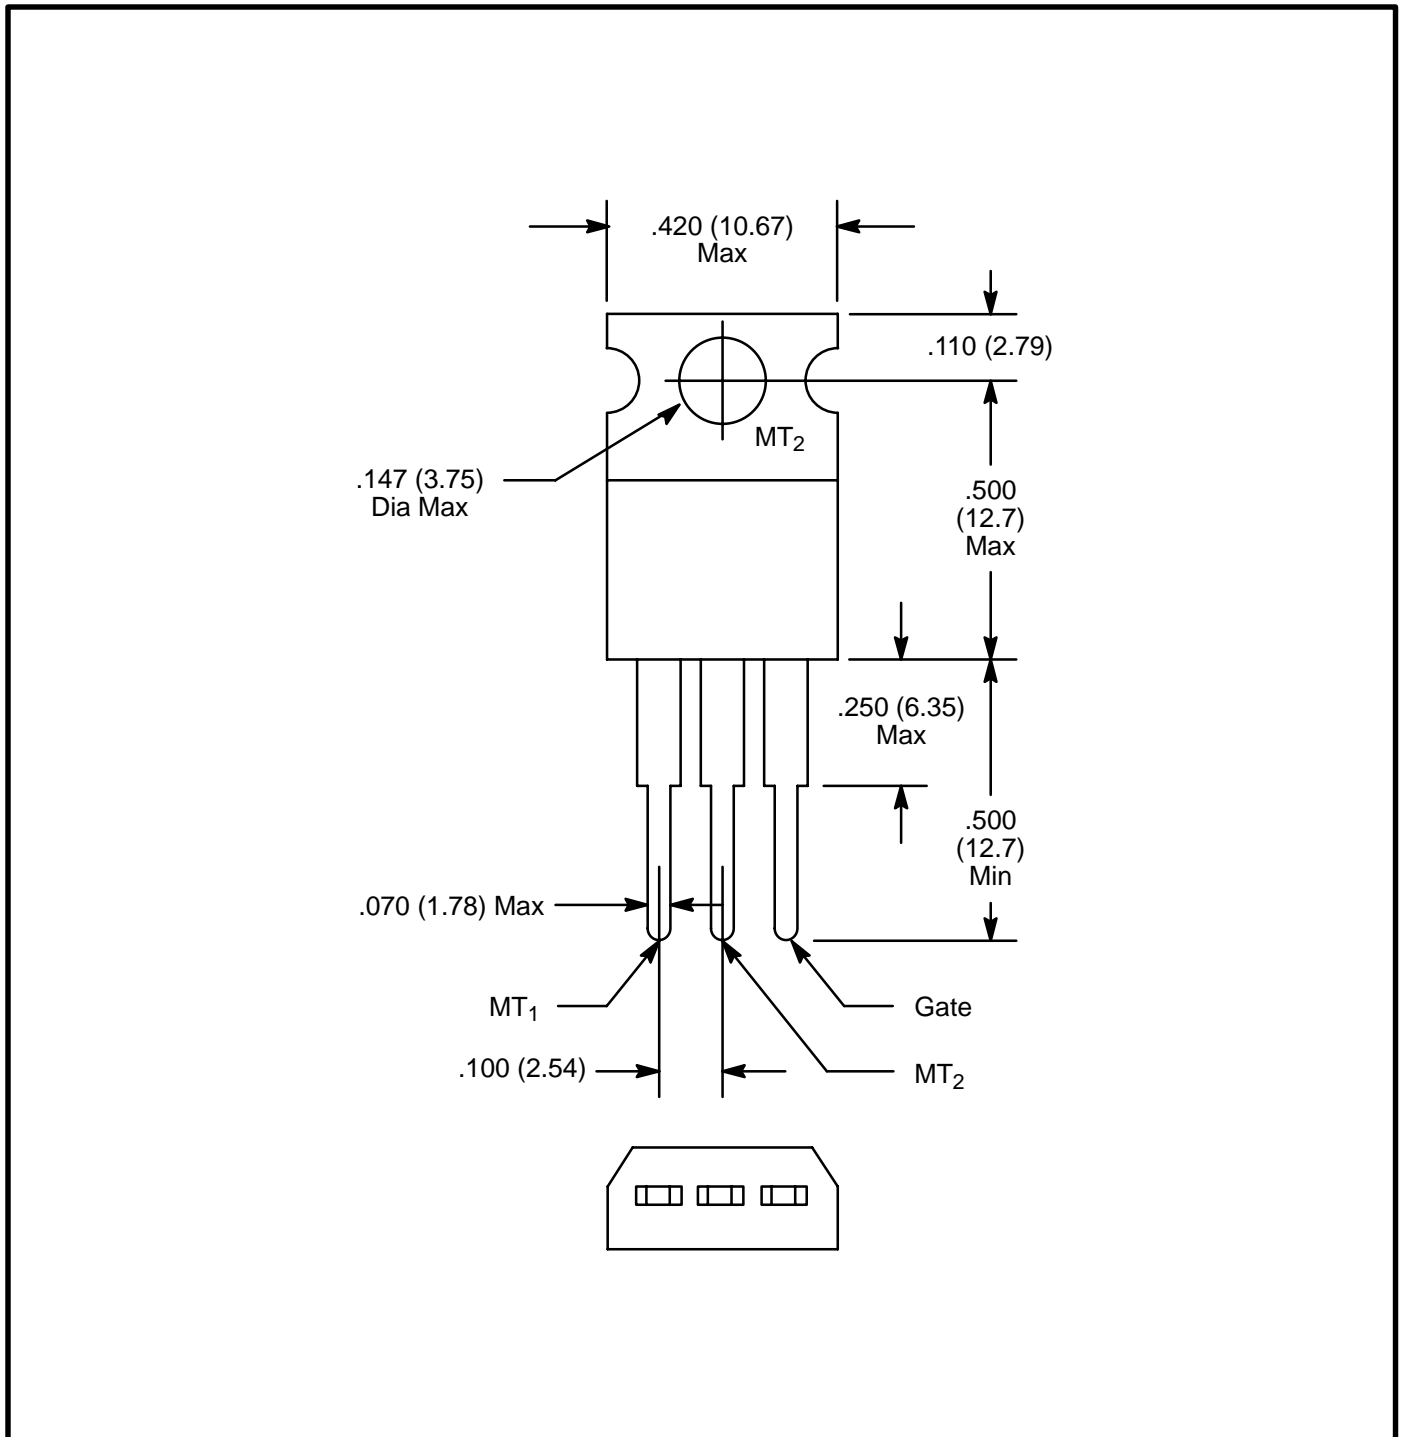 .420 (10.67)
Max
.110 (2.79)
MT₂
.147 (3.75)
Dia Max
.500
(12.7)
Max
.250 (6.35)
Max
.500
(12.7)
Min
.070 (1.78) Max
MT₁
Gate
.100 (2.54)
MT₂